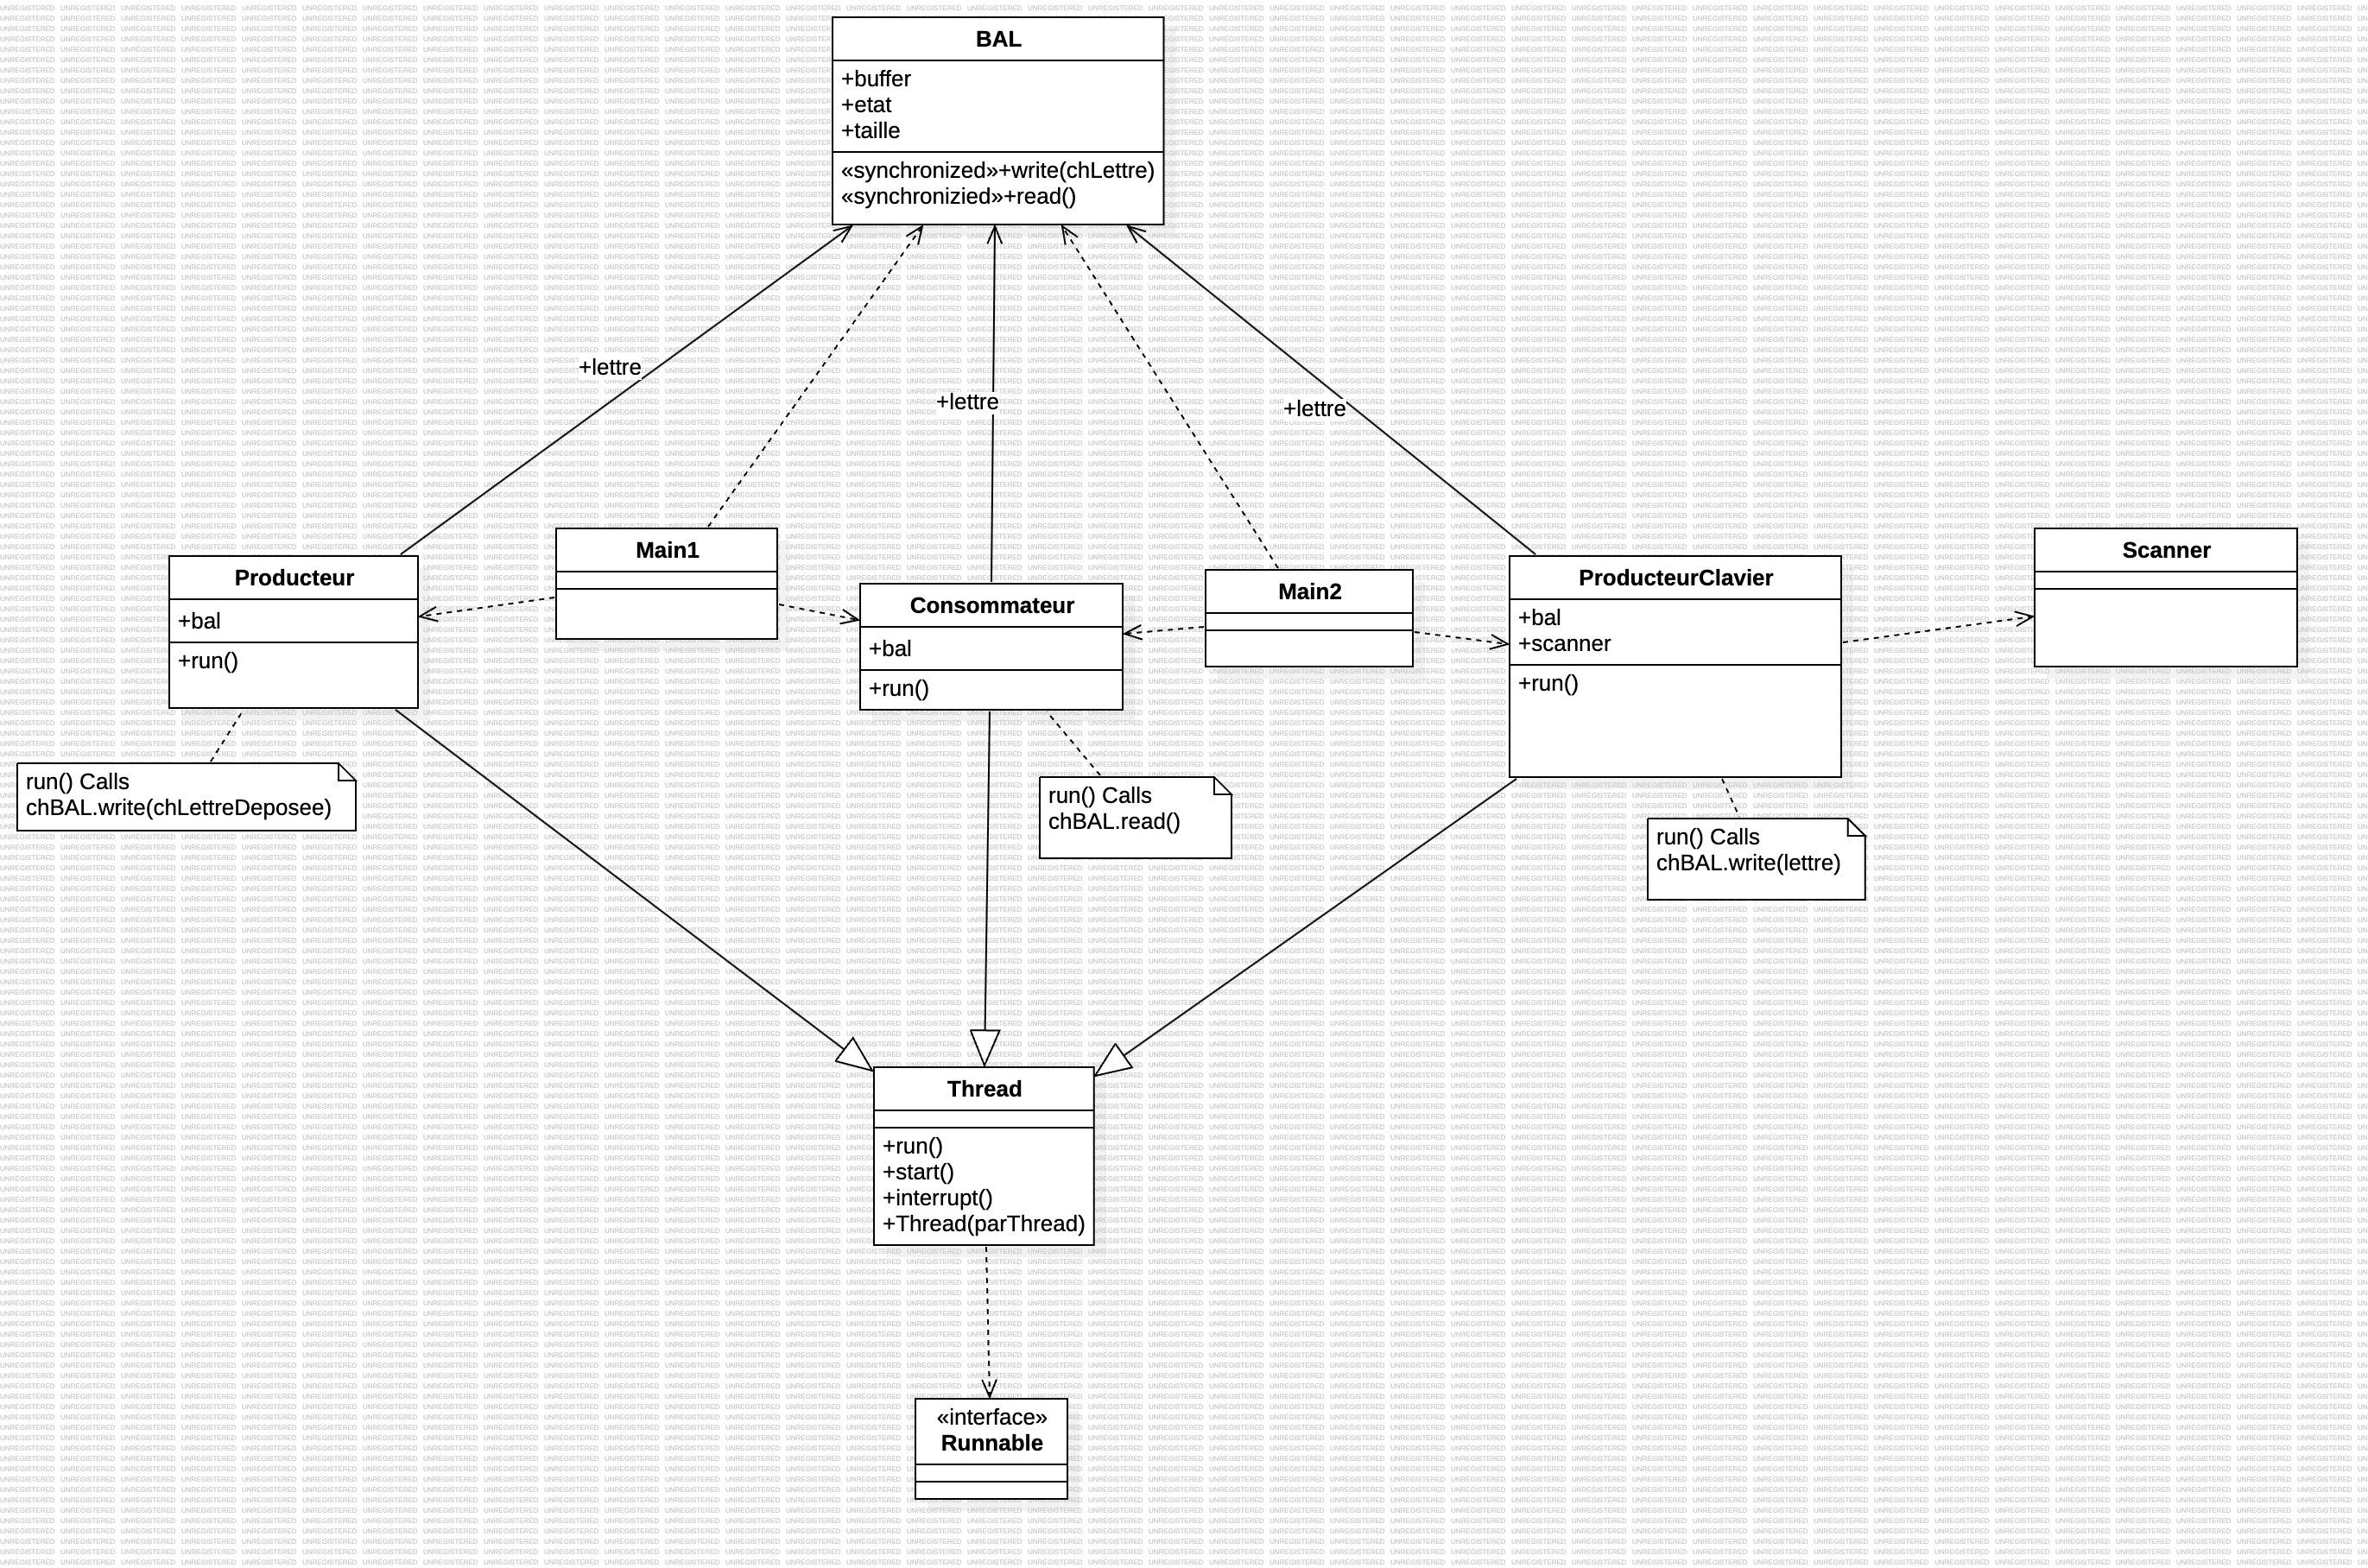 BAL
+buffer
+etat
+taille
«synchronized»+write(chLettre)
«synchronizied»+read()
+lettre
+lettre
+lettre
Producteur
+bal
+run()
Main1
Consommateur
+bal
+run()
Main2
ProducteurClavier
+bal
+scanner
+run()
Scanner
run() Calls
chBAL.write(chLettreDeposee)
run() Calls
chBAL.read()
run() Calls
chBAL.write(lettre)
Thread
+run()
+start()
+interrupt()
+Thread(parThread)
«interface»
Runnable
UNREGISTERED